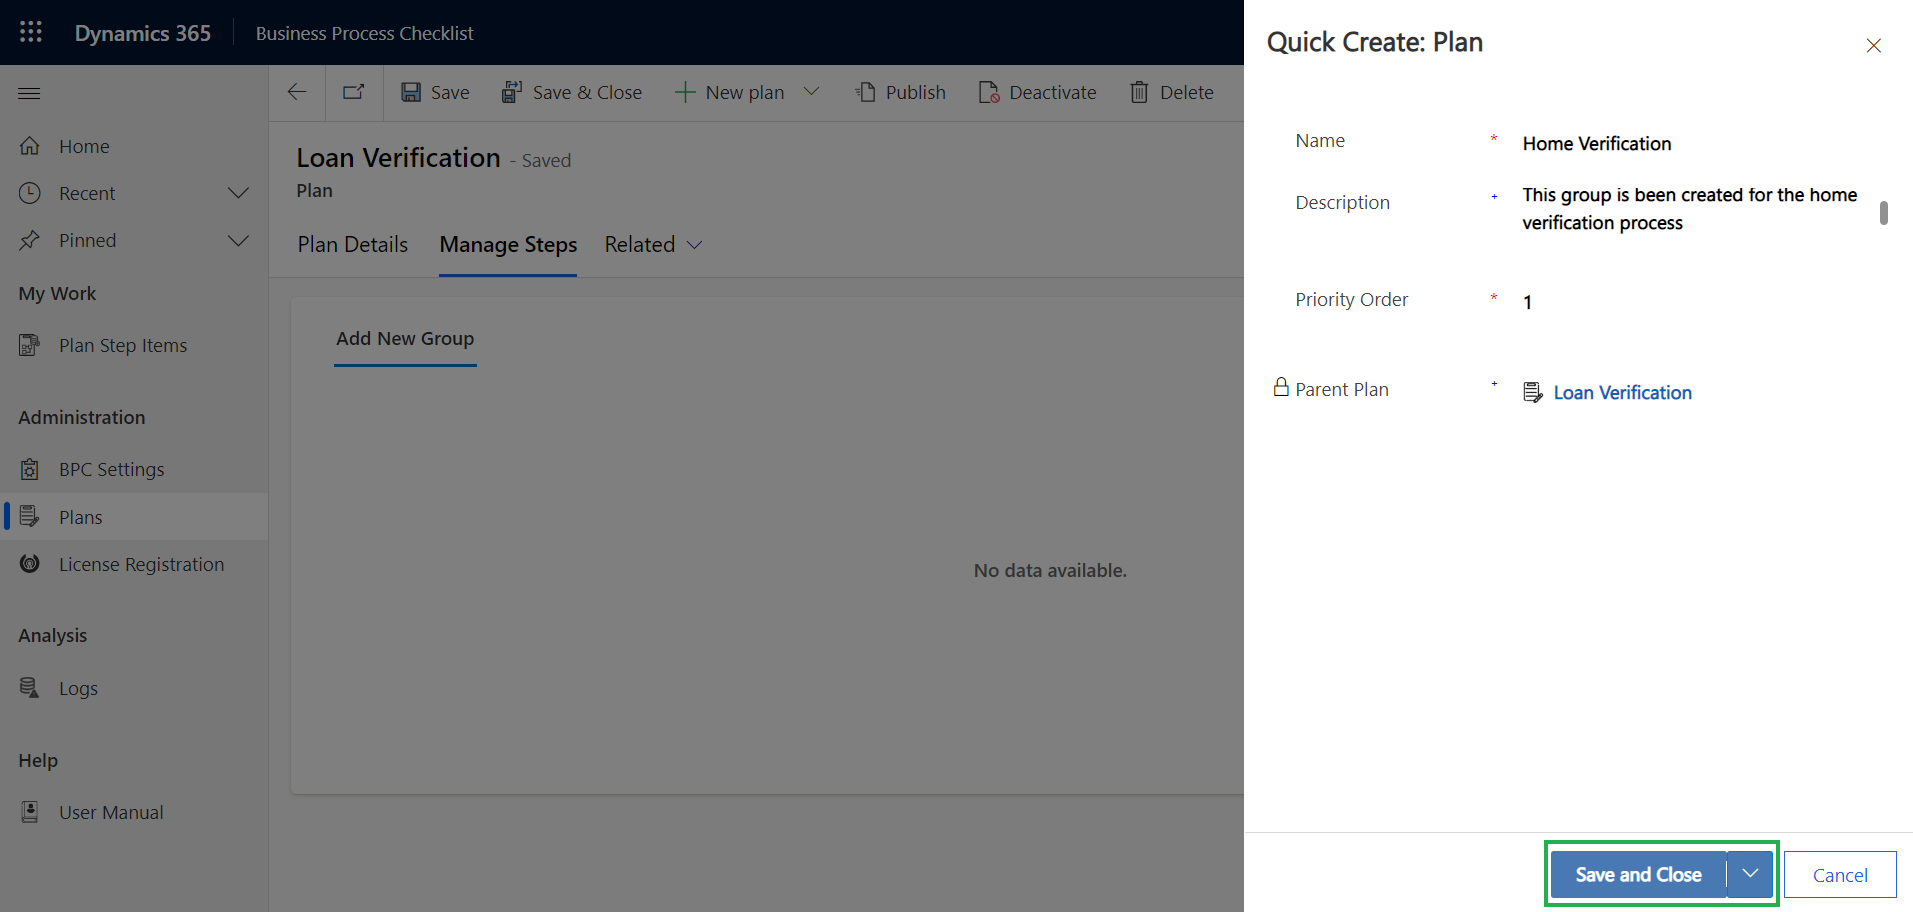 Dynamics 365
Business Process Checklist
Save
Save & Close
New plan
Publish
Deactivate
Delete
Home
Recent
Pinned
My Work
Plan Step Items
Administration
BPC Settings
Plans
License Registration
Analysis
Logs
Help
User Manual
Loan Verification - Saved
Plan
Plan Details
Manage Steps
Related
Add New Group
No data available.
Quick Create: Plan
Name * Home Verification
Description + This group is been created for the home
verification process
Priority Order * 1
Parent Plan + Loan Verification
Save and Close
Cancel